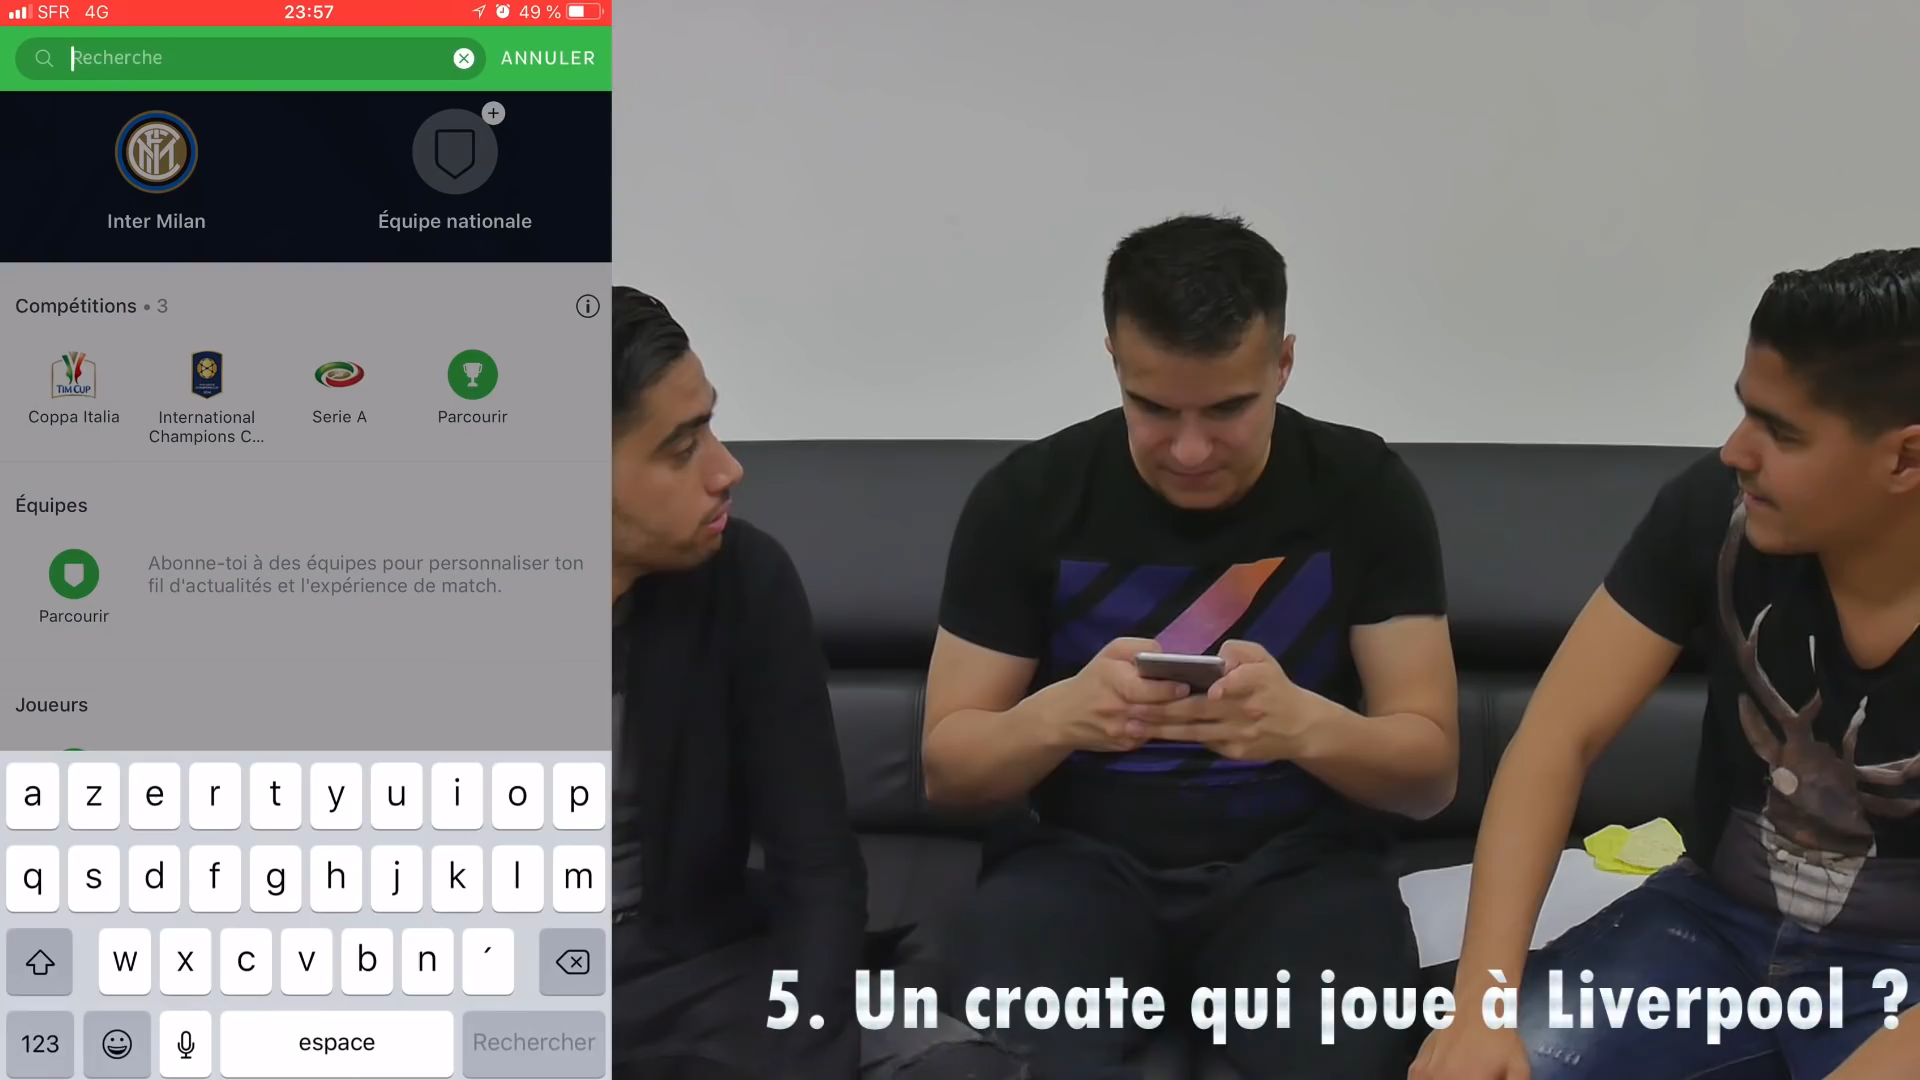 SFR 4G 23:57 49 %
Recherche ANNULER
Inter Milan Équipe nationale
Compétitions • 3
TIM CUP
Coppa Italia International Champions C... Serie A Parcourir
Équipes
Abonne-toi à des équipes pour personnaliser ton
fil d'actualités et l'expérience de match.
Parcourir
Joueurs
a z e r t y u i o p
q s d f g h j k l m
w x c v b n ´
123 espace Rechercher
5. Un croate qui joue à Liverpool ?